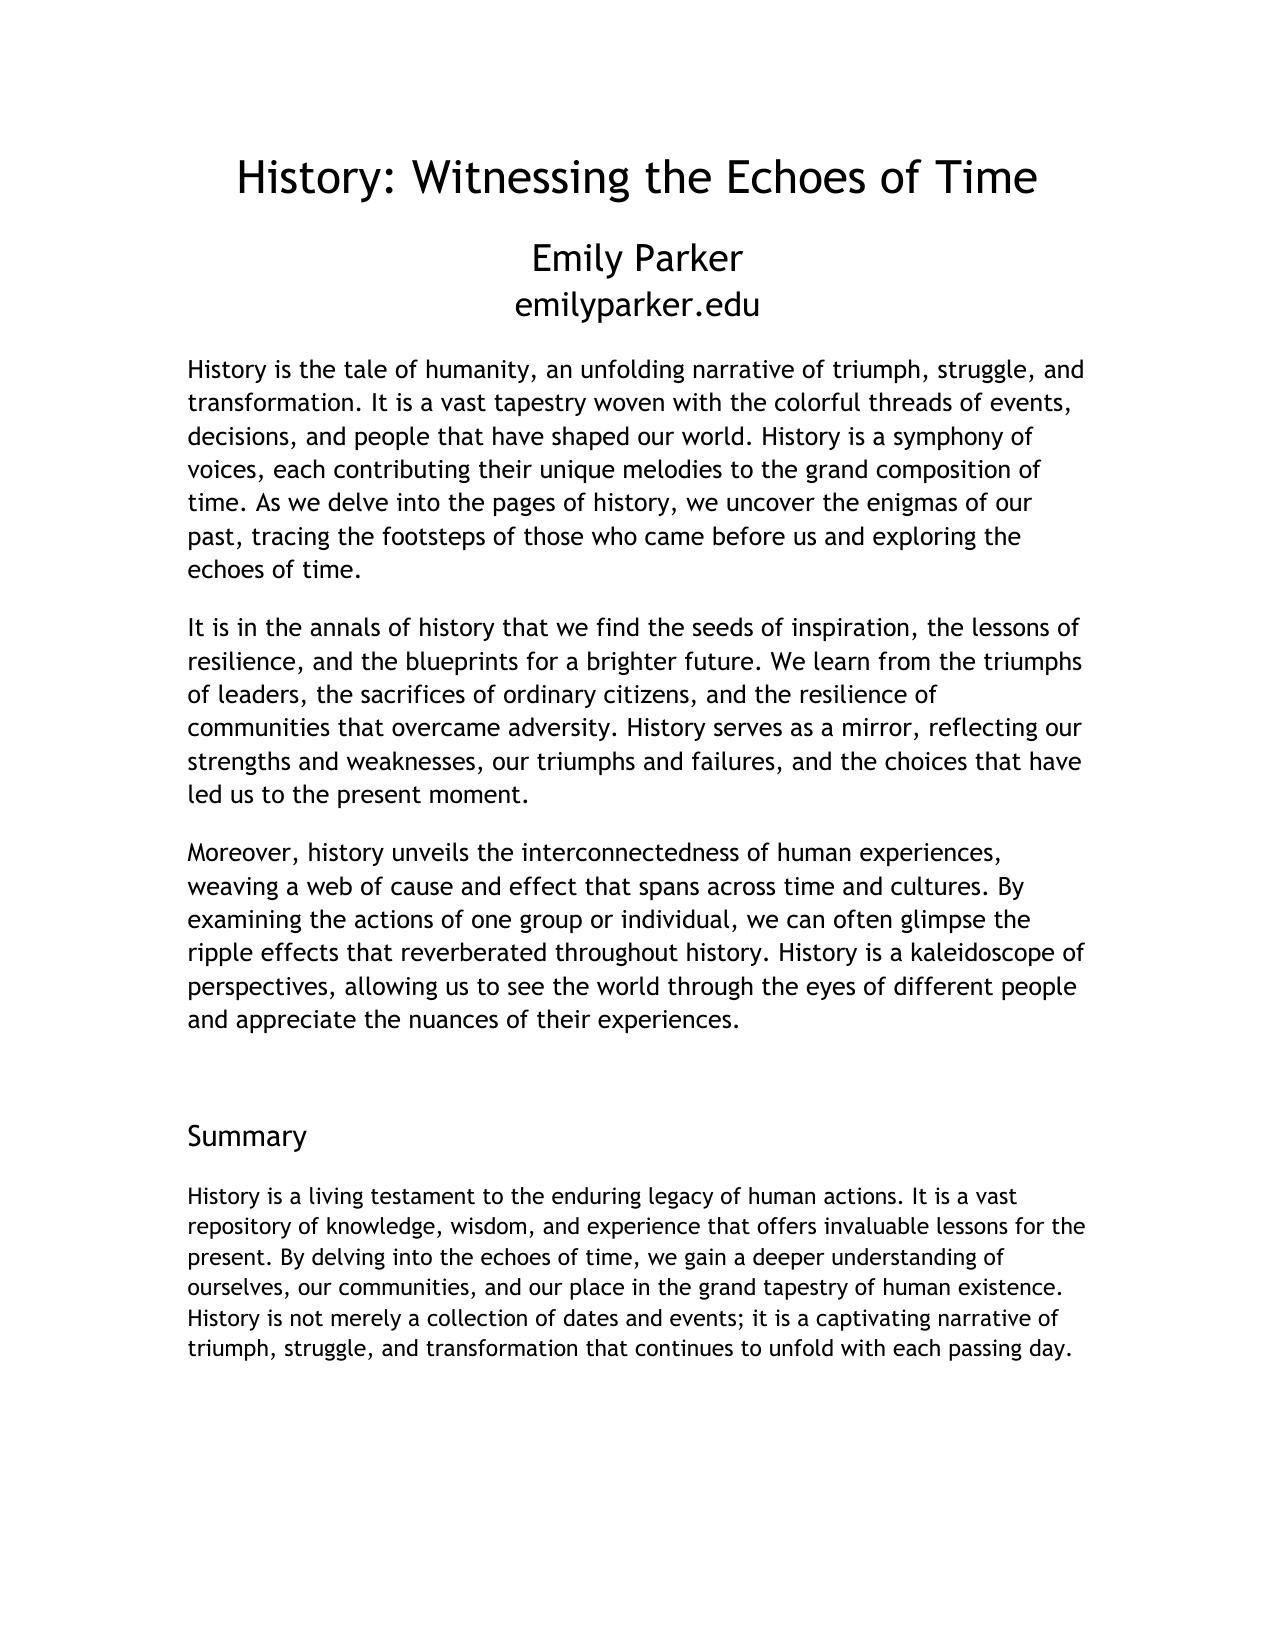 History: Witnessing the Echoes of Time
Emily Parker
emilyparker.edu
History is the tale of humanity, an unfolding narrative of triumph, struggle, and
transformation. It is a vast tapestry woven with the colorful threads of events,
decisions, and people that have shaped our world. History is a symphony of
voices, each contributing their unique melodies to the grand composition of
time. As we delve into the pages of history, we uncover the enigmas of our
past, tracing the footsteps of those who came before us and exploring the
echoes of time.
It is in the annals of history that we find the seeds of inspiration, the lessons of
resilience, and the blueprints for a brighter future. We learn from the triumphs
of leaders, the sacrifices of ordinary citizens, and the resilience of
communities that overcame adversity. History serves as a mirror, reflecting our
strengths and weaknesses, our triumphs and failures, and the choices that have
led us to the present moment.
Moreover, history unveils the interconnectedness of human experiences,
weaving a web of cause and effect that spans across time and cultures. By
examining the actions of one group or individual, we can often glimpse the
ripple effects that reverberated throughout history. History is a kaleidoscope of
perspectives, allowing us to see the world through the eyes of different people
and appreciate the nuances of their experiences.
Summary
History is a living testament to the enduring legacy of human actions. It is a vast
repository of knowledge, wisdom, and experience that offers invaluable lessons for the
present. By delving into the echoes of time, we gain a deeper understanding of
ourselves, our communities, and our place in the grand tapestry of human existence.
History is not merely a collection of dates and events; it is a captivating narrative of
triumph, struggle, and transformation that continues to unfold with each passing day.